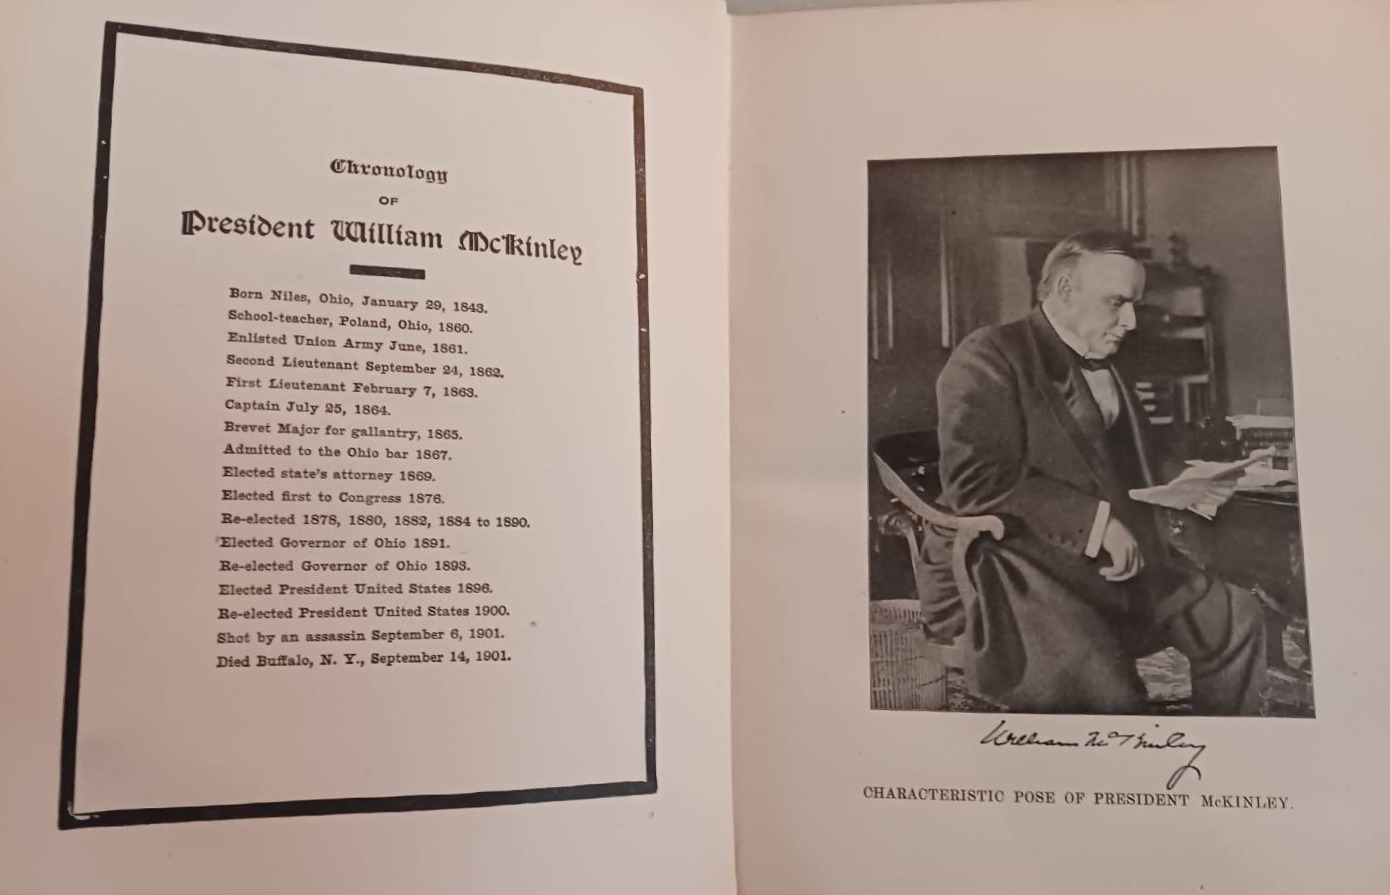 Chronology
OF
President William McKinley
Born Niles, Ohio, January 29, 1843.
School-teacher, Poland, Ohio, 1860.
Enlisted Union Army June, 1861.
Second Lieutenant September 24, 1862.
First Lieutenant February 7, 1863.
Captain July 25, 1864.
Brevet Major for gallantry, 1865.
Admitted to the Ohio bar 1867.
Elected state's attorney 1869.
Elected first to Congress 1876.
Re-elected 1878, 1880, 1882, 1884 to 1890.
Elected Governor of Ohio 1891.
Re-elected Governor of Ohio 1893.
Elected President United States 1896.
Re-elected President United States 1900.
Shot by an assassin September 6, 1901.
Died Buffalo, N. Y., September 14, 1901.
William McKinley
CHARACTERISTIC POSE OF PRESIDENT McKINLEY.